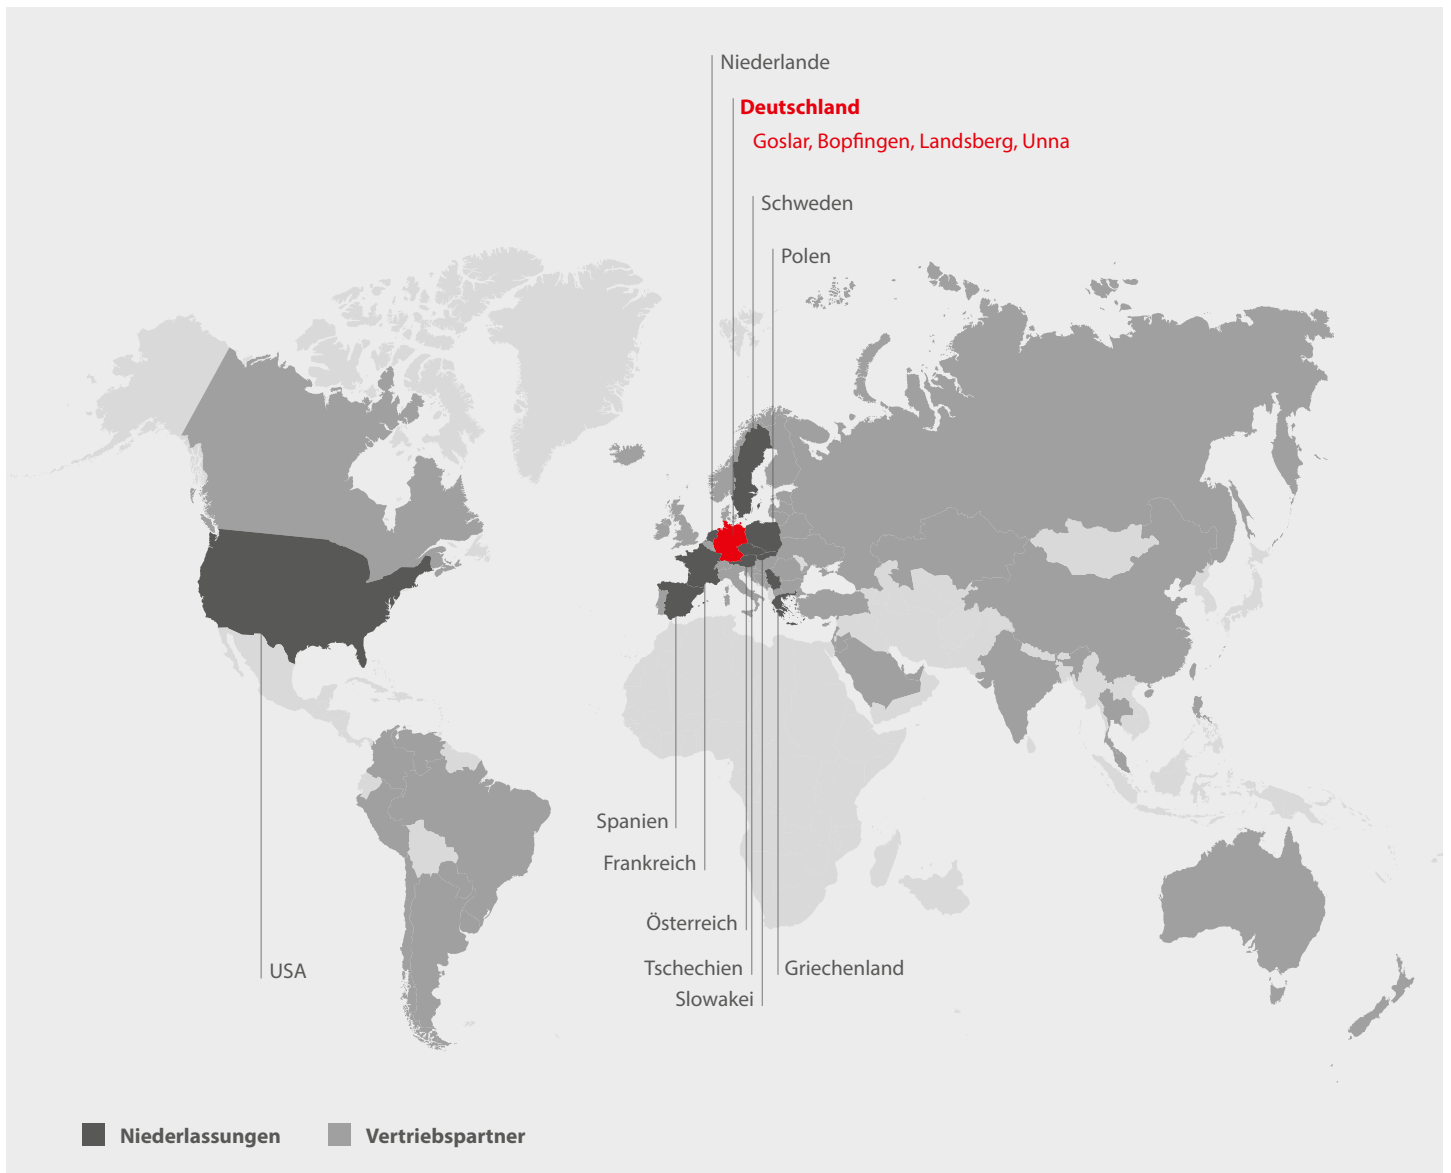 Niederlande
Deutschland
Goslar, Bopfingen, Landsberg, Unna
Schweden
Polen
Spanien
Frankreich
Österreich
Tschechien
Griechenland
USA
Slowakei
Niederlassungen
Vertriebspartner